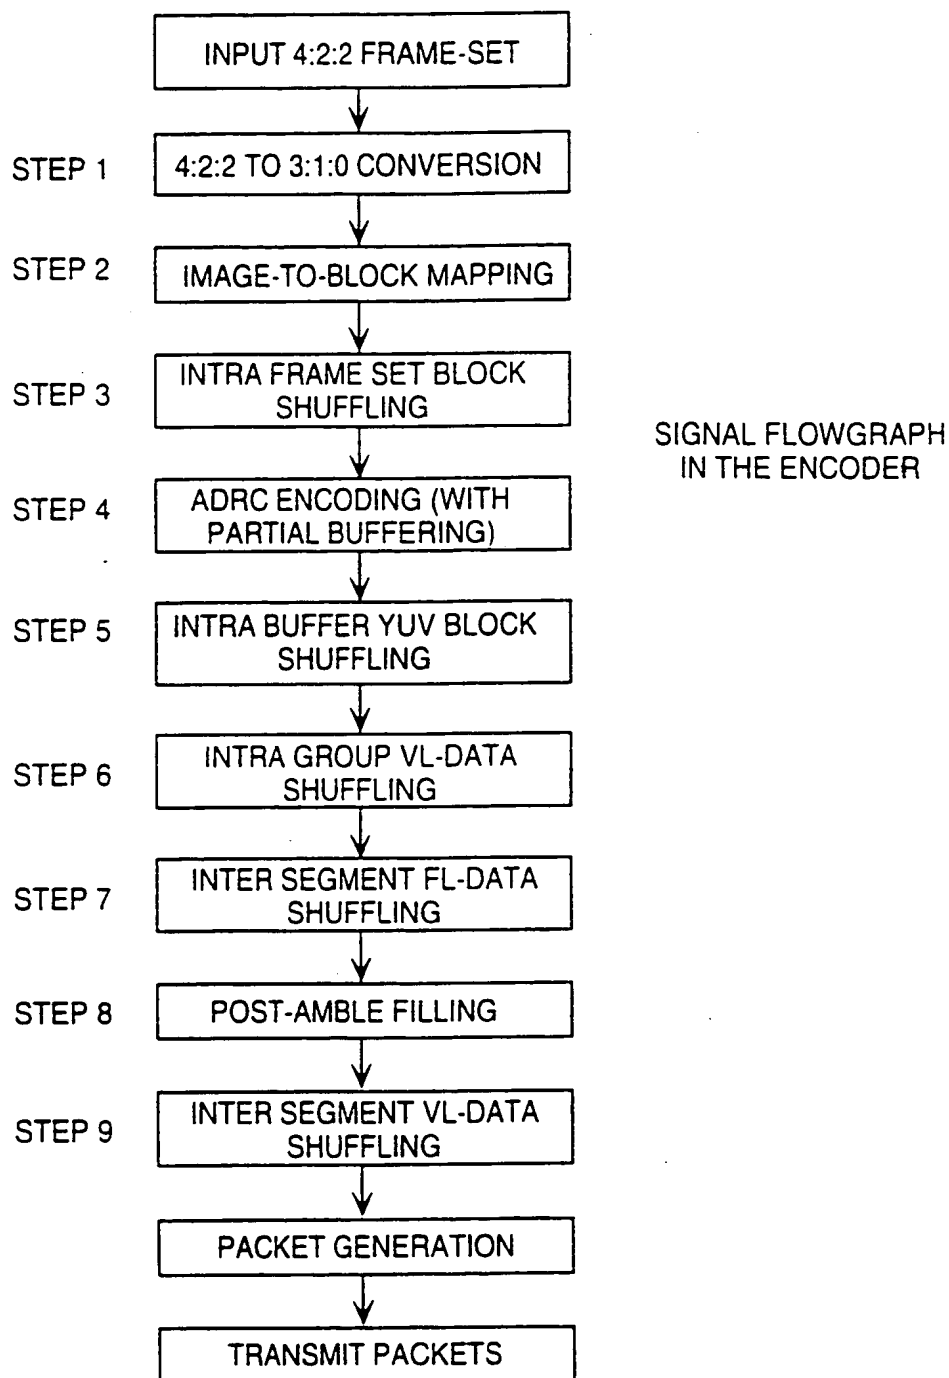 INPUT 4:2:2 FRAME-SET
STEP 1
4:2:2 TO 3:1:0 CONVERSION
STEP 2
IMAGE-TO-BLOCK MAPPING
STEP 3
INTRA FRAME SET BLOCK
SHUFFLING
SIGNAL FLOWGRAPH
IN THE ENCODER
STEP 4
ADRC ENCODING (WITH
PARTIAL BUFFERING)
STEP 5
INTRA BUFFER YUV BLOCK
SHUFFLING
STEP 6
INTRA GROUP VL-DATA
SHUFFLING
STEP 7
INTER SEGMENT FL-DATA
SHUFFLING
STEP 8
POST-AMBLE FILLING
STEP 9
INTER SEGMENT VL-DATA
SHUFFLING
PACKET GENERATION
TRANSMIT PACKETS